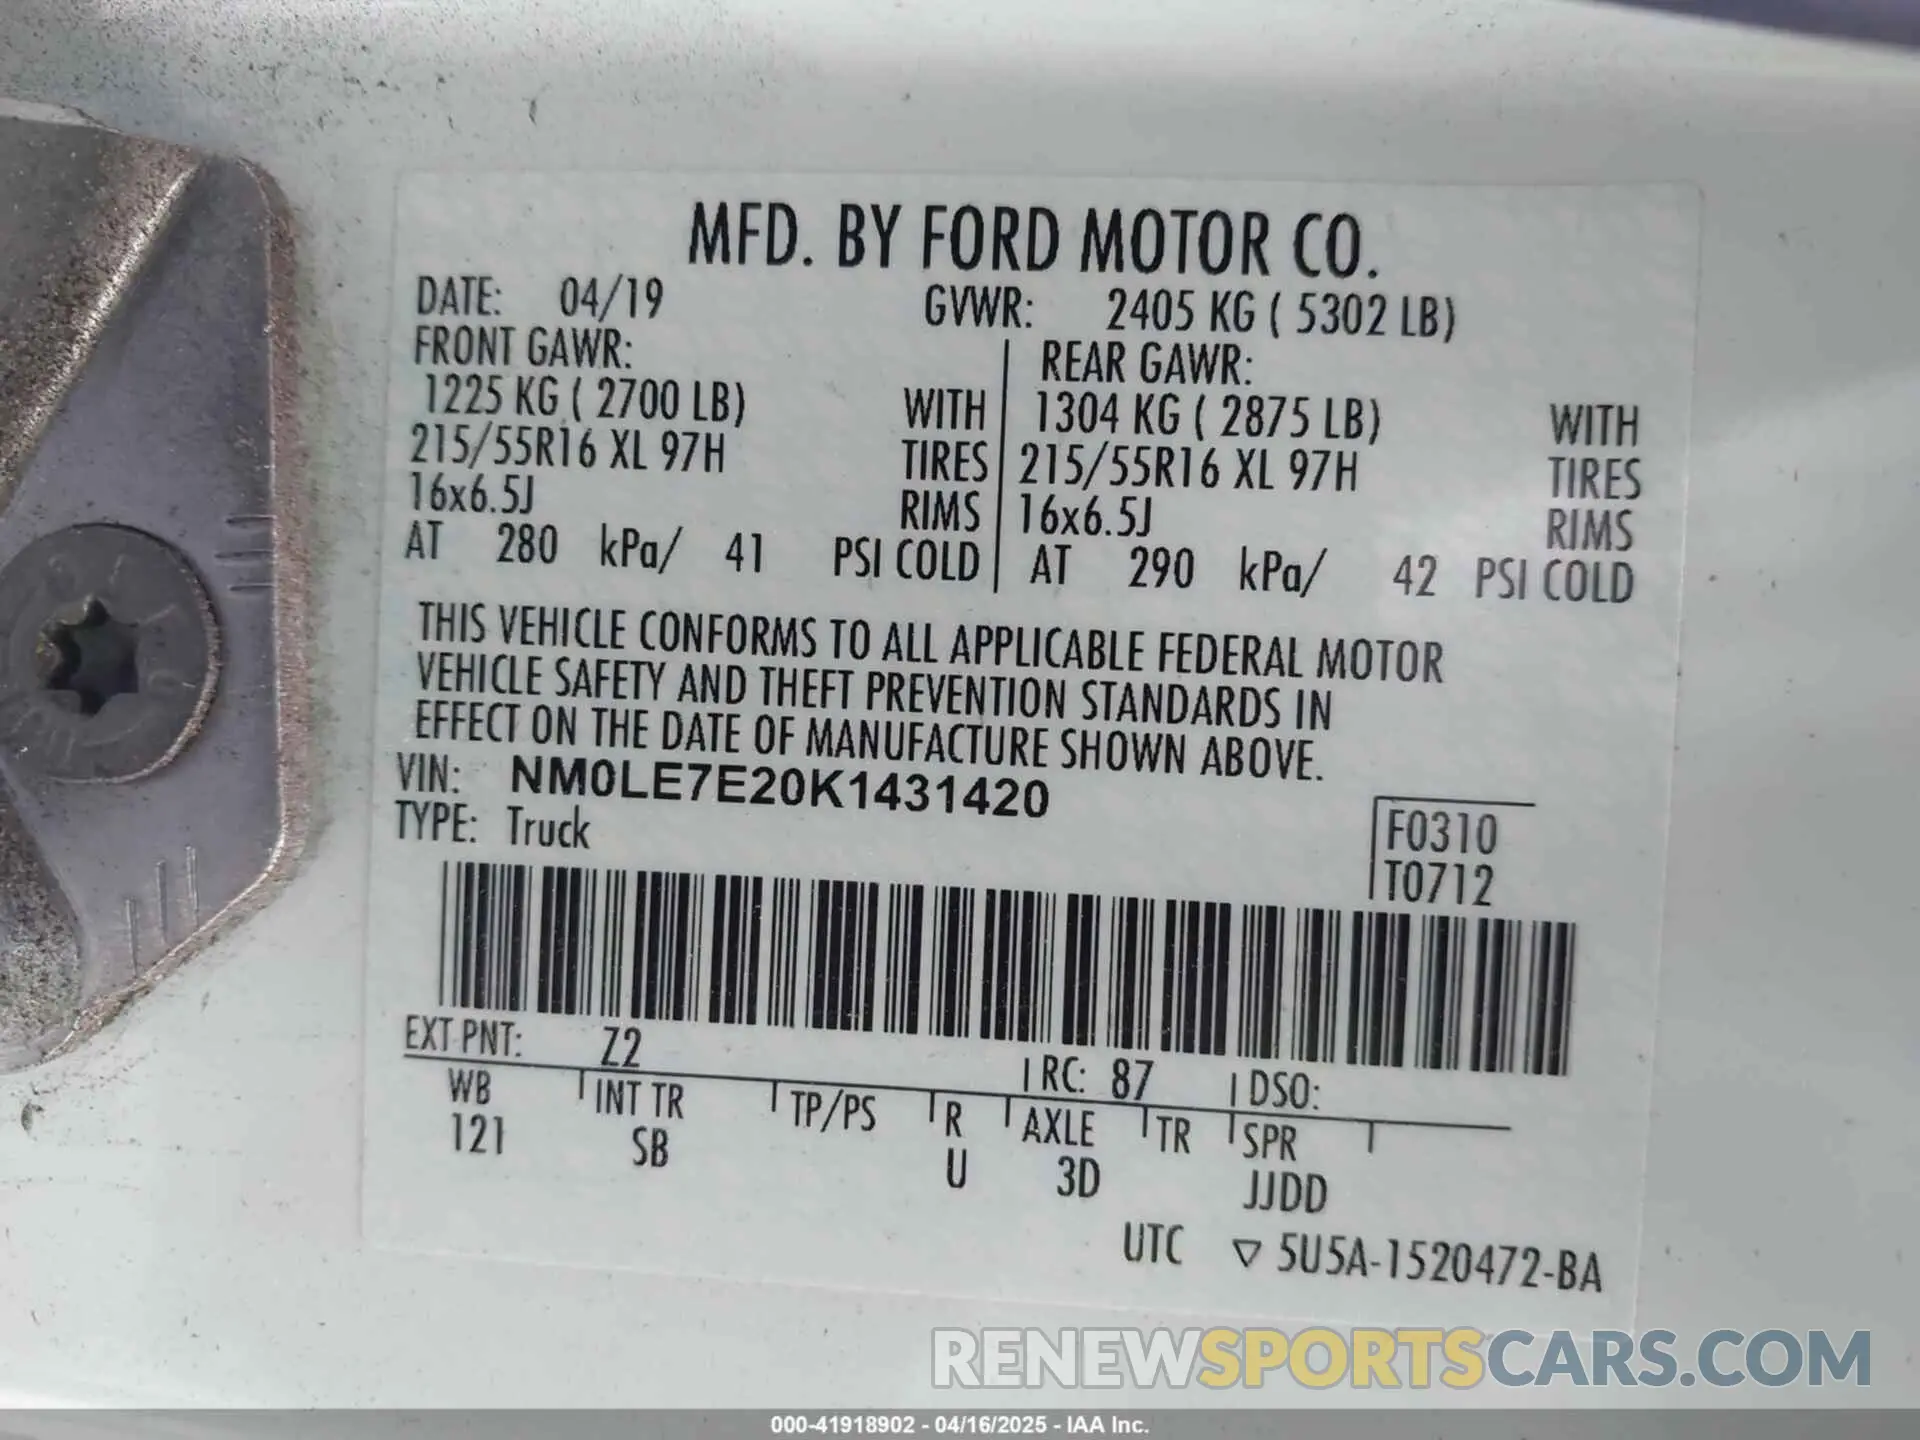 MFD. BY FORD MOTOR CO.
DATE: 04/19 GVWR: 2405 KG ( 5302 LB)
FRONT GAWR: REAR GAWR:
1225 KG ( 2700 LB) WITH 1304 KG ( 2875 LB) WITH
215/55R16 XL 97H TIRES 215/55R16 XL 97H TIRES
16x6.5J RIMS 16x6.5J RIMS
AT 280 kPa/ 41 PSI COLD AT 290 kPa/ 42 PSI COLD
THIS VEHICLE CONFORMS TO ALL APPLICABLE FEDERAL MOTOR
VEHICLE SAFETY AND THEFT PREVENTION STANDARDS IN
EFFECT ON THE DATE OF MANUFACTURE SHOWN ABOVE.
VIN: NM0LE7E20K1431420
TYPE: Truck F0310
T0712
EXT PNT: Z2 RC: 87 DSO:
WB INT TR TP/PS R AXLE TR SPR
121 SB U 3D JJDD
UTC ▽ 5U5A-1520472-BA
RENEWSPORTSCARS.COM
000-41918902 - 04/16/2025 - IAA Inc.